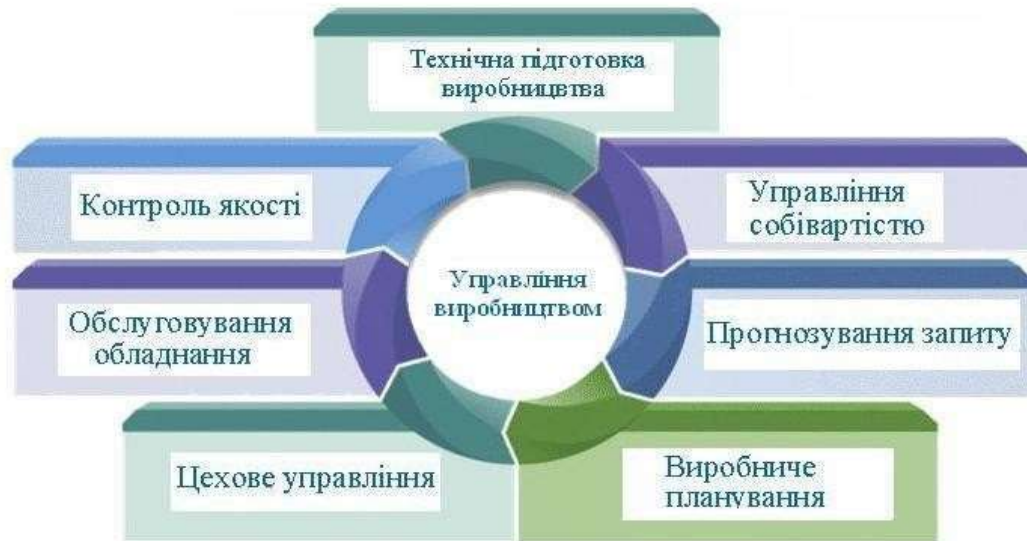 Технічна підготовка
виробництва
Управління
собівартістю
Прогнозування запиту
Виробниче
планування
Цехове управління
Обслуговування
обладнання
Контроль якості
Управління
виробництвом